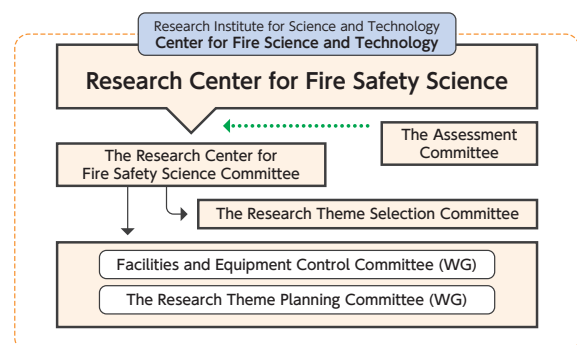 Research Institute for Science and Technology
Center for Fire Science and Technology
Research Center for Fire Safety Science
The Assessment
Committee
The Research Center for
Fire Safety Science Committee
The Research Theme Selection Committee
Facilities and Equipment Control Committee (WG)
The Research Theme Planning Committee (WG)